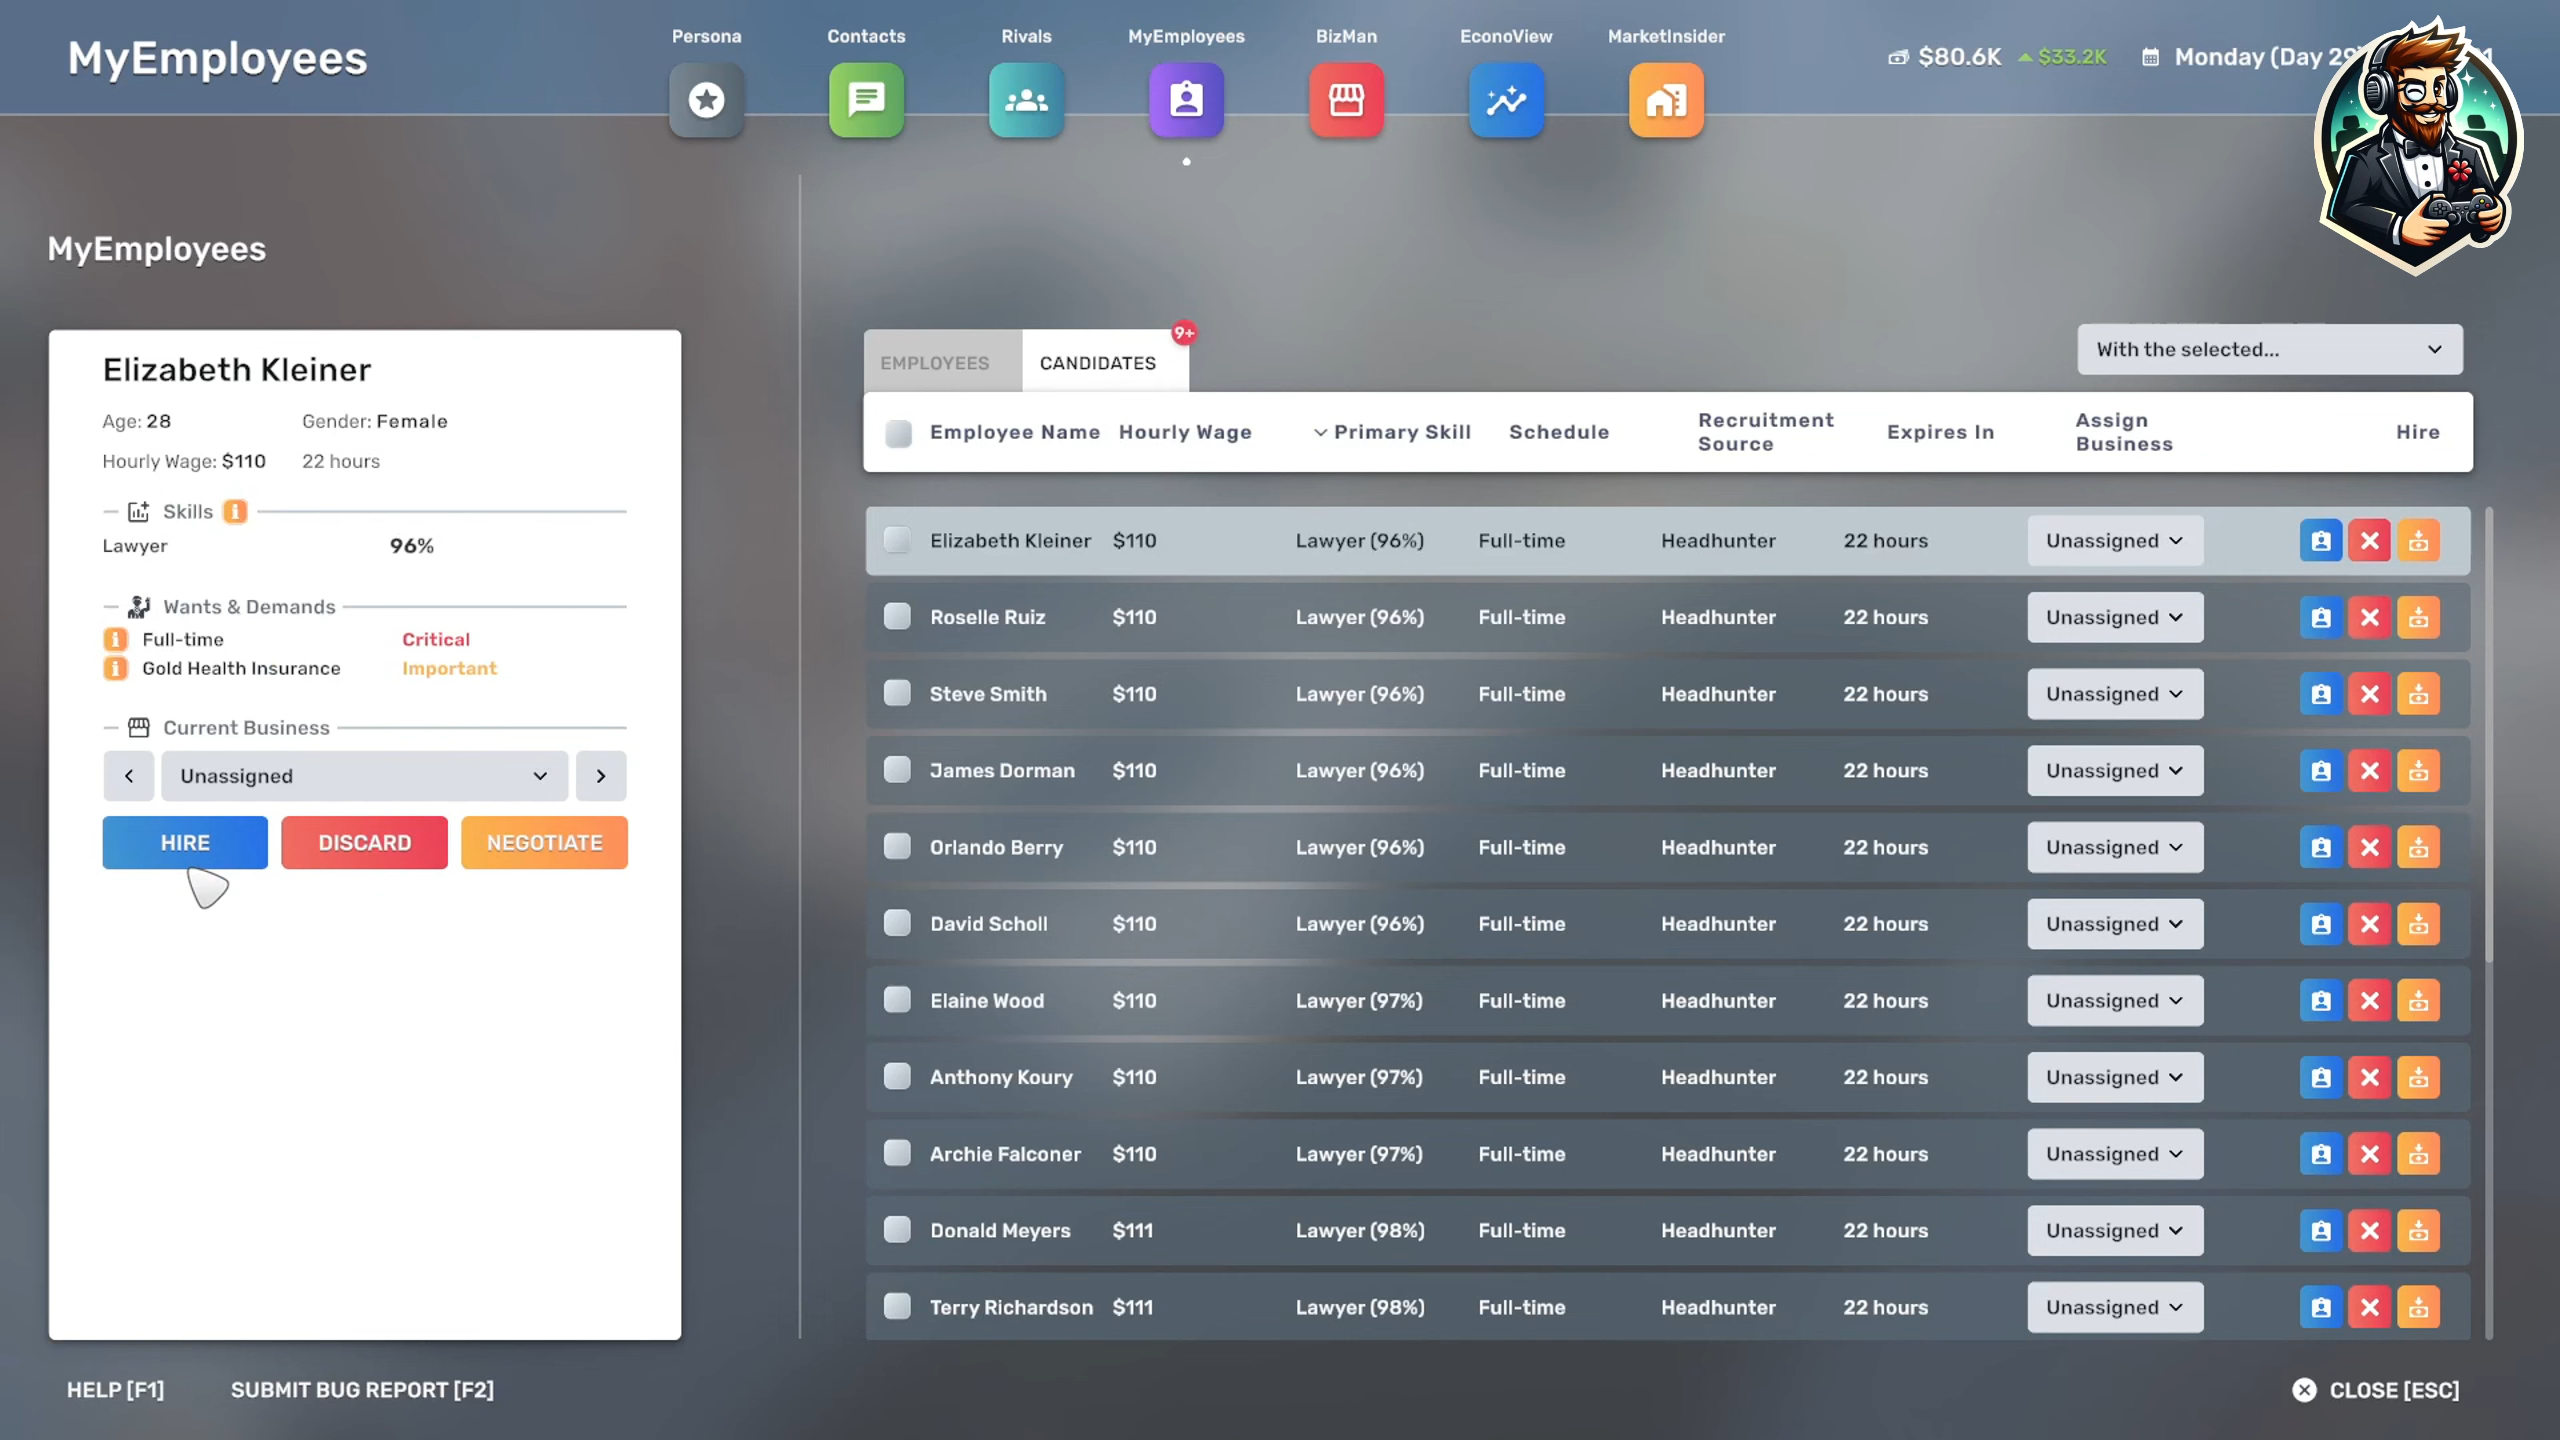 MyEmployees
Persona
Contacts
Rivals
MyEmployees
BizMan
EconoView
MarketInsider
$80.6K
$33.2K
Monday (Day 29
MyEmployees
Elizabeth Kleiner
Age: 28
Gender: Female
Hourly Wage: $110
22 hours
Skills
Lawyer
96%
Wants & Demands
Full-time
Critical
Gold Health Insurance
Important
Current Business
Unassigned
HIRE
DISCARD
NEGOTIATE
EMPLOYEES
CANDIDATES
9+
With the selected...
Employee Name
Hourly Wage
Primary Skill
Schedule
Recruitment
Source
Expires In
Assign
Business
Hire
Elizabeth Kleiner $110 Lawyer (96%) Full-time Headhunter 22 hours Unassigned
Roselle Ruiz $110 Lawyer (96%) Full-time Headhunter 22 hours Unassigned
Steve Smith $110 Lawyer (96%) Full-time Headhunter 22 hours Unassigned
James Dorman $110 Lawyer (96%) Full-time Headhunter 22 hours Unassigned
Orlando Berry $110 Lawyer (96%) Full-time Headhunter 22 hours Unassigned
David Scholl $110 Lawyer (96%) Full-time Headhunter 22 hours Unassigned
Elaine Wood $110 Lawyer (97%) Full-time Headhunter 22 hours Unassigned
Anthony Koury $110 Lawyer (97%) Full-time Headhunter 22 hours Unassigned
Archie Falconer $110 Lawyer (97%) Full-time Headhunter 22 hours Unassigned
Donald Meyers $111 Lawyer (98%) Full-time Headhunter 22 hours Unassigned
Terry Richardson $111 Lawyer (98%) Full-time Headhunter 22 hours Unassigned
HELP [F1]
SUBMIT BUG REPORT [F2]
CLOSE [ESC]